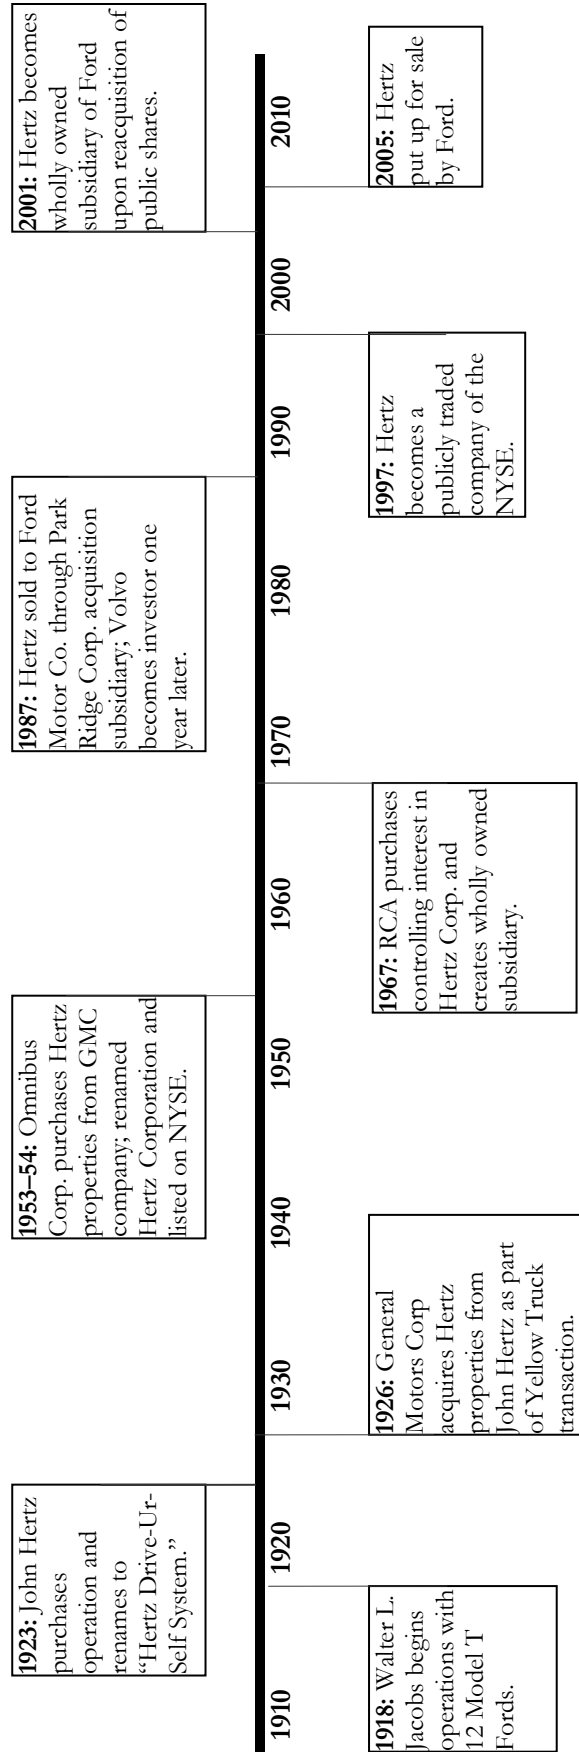 1923: John Hertz
purchases
operation and
renames to
“Hertz Drive-Ur-
Self System.”
1953–54: Omnibus
Corp. purchases Hertz
properties from GMC
company; renamed
Hertz Corporation and
listed on NYSE.
1987: Hertz sold to Ford
Motor Co. through Park
Ridge Corp. acquisition
subsidiary; Volvo
becomes investor one
year later.
2001: Hertz becomes
wholly owned
subsidiary of Ford
upon reacquisition of
public shares.
1910
1920
1930
1940
1950
1960
1970
1980
1990
2000
2010
1918: Walter L.
Jacobs begins
operations with
12 Model T
Fords.
1926: General
Motors Corp
acquires Hertz
properties from
John Hertz as part
of Yellow Truck
transaction.
1967: RCA purchases
controlling interest in
Hertz Corp. and
creates wholly owned
subsidiary.
1997: Hertz
becomes a
publicly traded
company of the
NYSE.
2005: Hertz
put up for sale
by Ford.